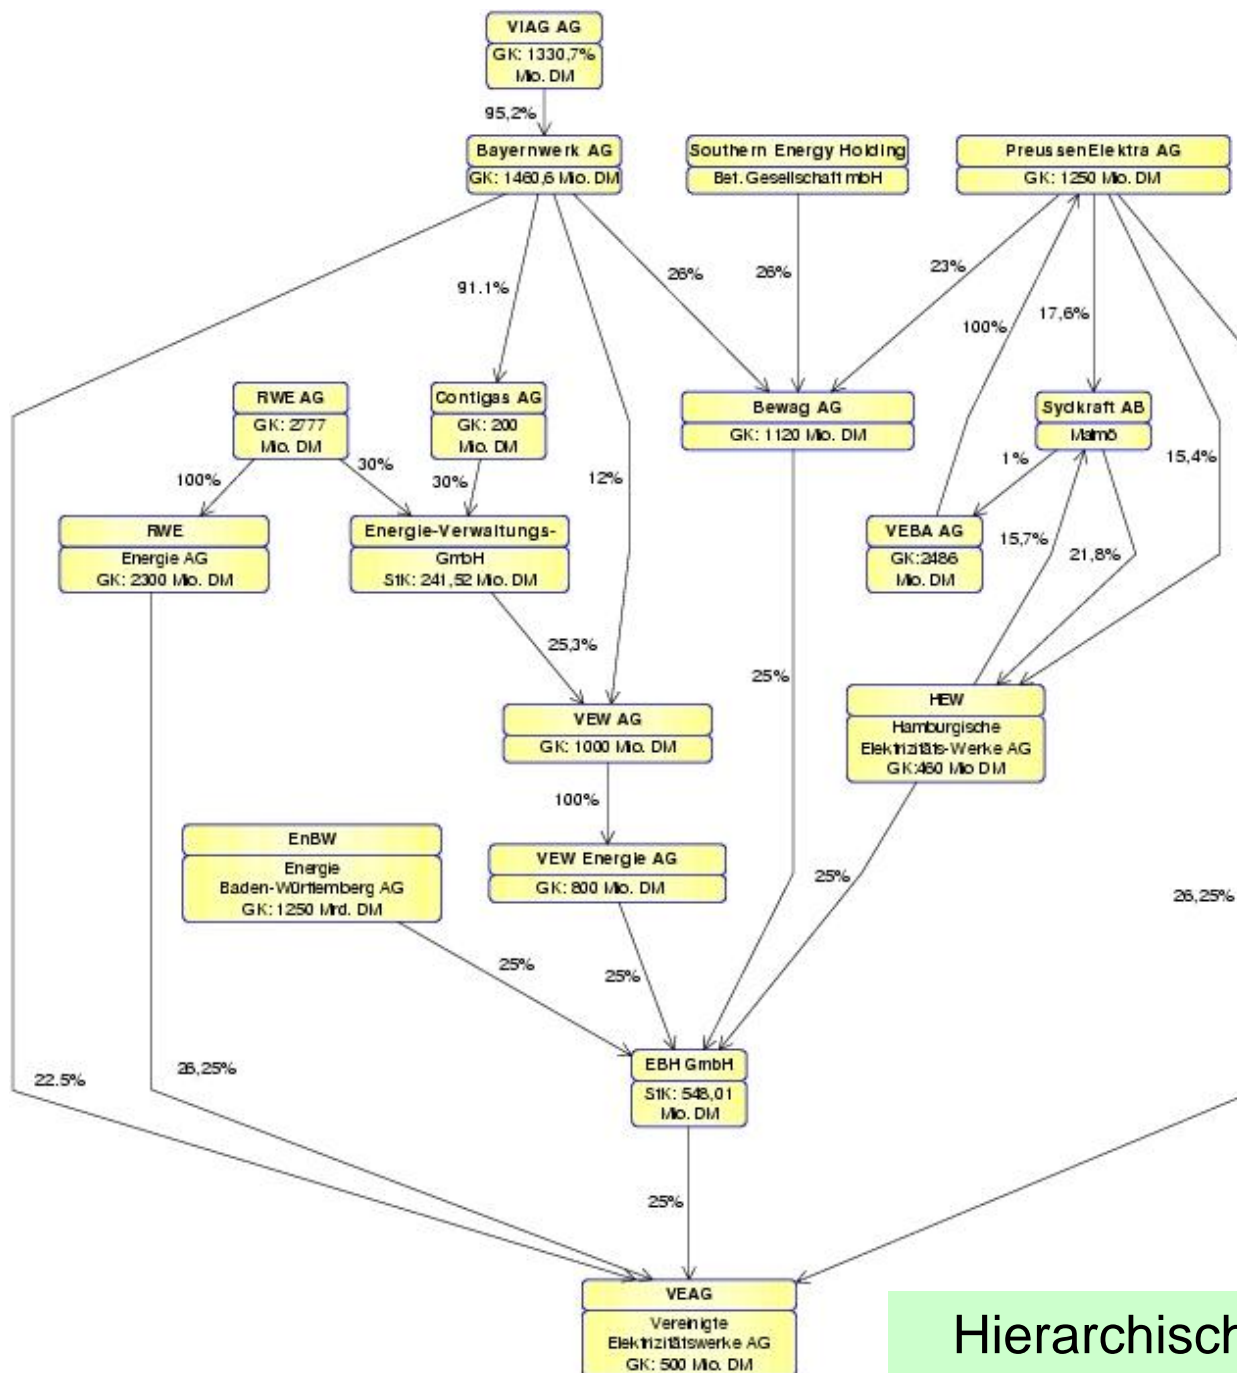 VIAG AG
GK: 1330,7%
Mio. DM
95,2%
Bayernwerk AG
GK: 1460,6 Mio. DM
Southern Energy Holding
Bet. Gesellschaft mbH
PreussenElektra AG
GK: 1250 Mio. DM
91.1%
26%
26%
23%
100%
17,6%
RWE AG
GK: 2777
Mio. DM
Contigas AG
GK: 200
Mio. DM
Bewag AG
GK: 1120 Mio. DM
Sydkraft AB
Malmö
100%
30%
30%
12%
1%
15,4%
RWE
Energie AG
GK: 2300 Mio. DM
Energie-Verwaltungs-
GmbH
StK: 241,52 Mio. DM
VEBA AG
GK:2486
Mio. DM
15,7%
21,8%
25,3%
25%
VEW AG
GK: 1000 Mio. DM
HEW
Hamburgische
Elektrizitäts-Werke AG
GK:460 Mio DM
100%
EnBW
Energie
Baden-Württemberg AG
GK: 1250 Mrd. DM
VEW Energie AG
GK: 800 Mio. DM
25%
26,25%
25%
25%
EBH GmbH
StK: 548,01
Mio. DM
22.5%
26,25%
25%
VEAG
Vereinigte
Elektrizitätswerke AG
GK: 500 Mio. DM
Hierarchisch